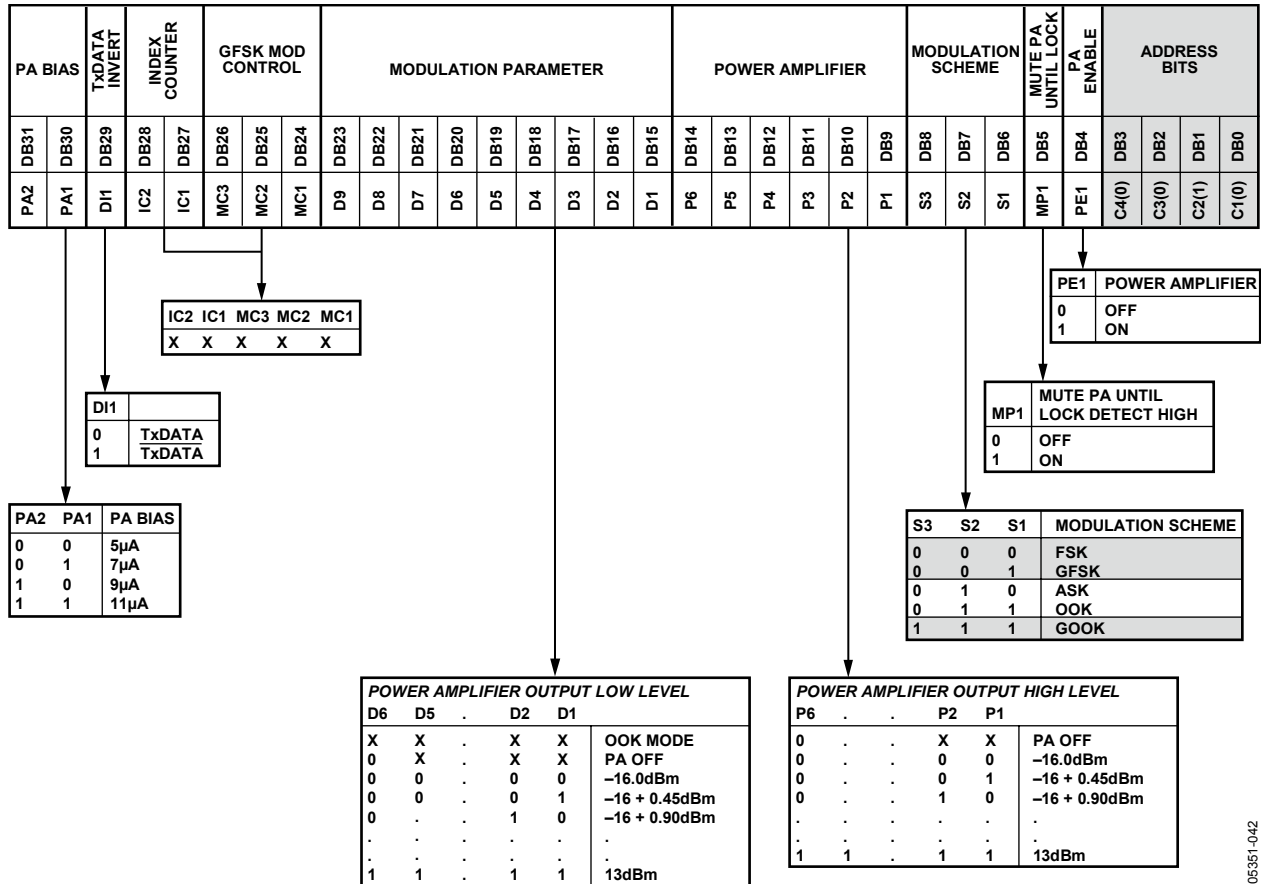 PA BIAS TxDATA INVERT INDEX COUNTER GFSK MOD CONTROL MODULATION PARAMETER POWER AMPLIFIER MODULATION SCHEME MUTE PA UNTIL LOCK PA ENABLE ADDRESS BITS
DB31 DB30 DB29 DB28 DB27 DB26 DB25 DB24 DB23 DB22 DB21 DB20 DB19 DB18 DB17 DB16 DB15 DB14 DB13 DB12 DB11 DB10 DB9 DB8 DB7 DB6 DB5 DB4 DB3 DB2 DB1 DB0
PA2 PA1 DI1 IC2 IC1 MC3 MC2 MC1 D9 D8 D7 D6 D5 D4 D3 D2 D1 P6 P5 P4 P3 P2 P1 S3 S2 S1 MP1 PE1 C4(0) C3(0) C2(1) C1(0)
PE1 POWER AMPLIFIER
0 OFF
1 ON
IC2 IC1 MC3 MC2 MC1
X X X X X
MP1 MUTE PA UNTIL
LOCK DETECT HIGH
0 OFF
1 ON
DI1
0 TxDATA
1 TxDATA
PA2 PA1 PA BIAS
0 0 5µA
0 1 7µA
1 0 9µA
1 1 11µA
S3 S2 S1 MODULATION SCHEME
0 0 0 FSK
0 0 1 GFSK
0 1 0 ASK
0 1 1 OOK
1 1 1 GOOK
POWER AMPLIFIER OUTPUT LOW LEVEL
D6 D5 . D2 D1
X X . X X OOK MODE
0 X . X X PA OFF
0 0 . 0 0 –16.0dBm
0 0 . 0 1 –16 + 0.45dBm
0 . . 1 0 –16 + 0.90dBm
. . . . . .
. . . . . .
1 1 . 1 1 13dBm
POWER AMPLIFIER OUTPUT HIGH LEVEL
P6 . . P2 P1
0 . . X X PA OFF
0 . . 0 0 –16.0dBm
0 . . 0 1 –16 + 0.45dBm
0 . . 1 0 –16 + 0.90dBm
. . . . . .
. . . . . .
1 1 . 1 1 13dBm
05351-042